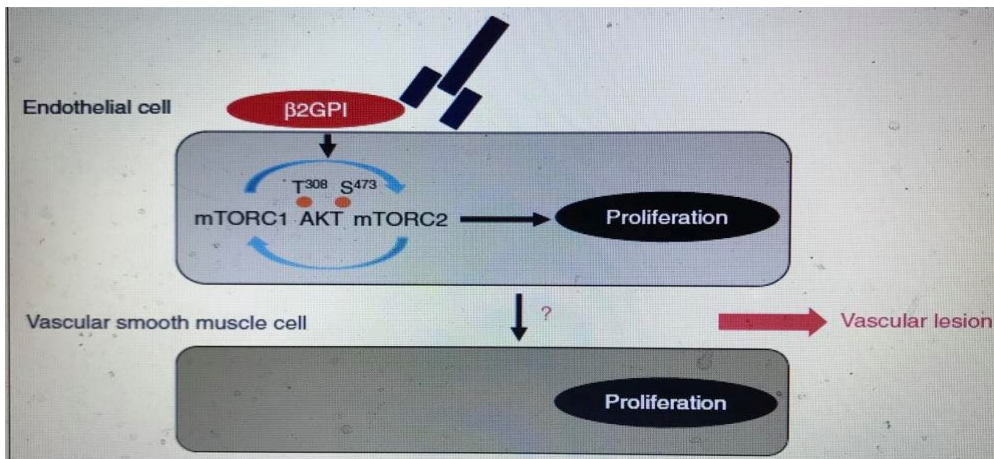 Endothelial cell
β2GPI
T308 S473
mTORC1 AKT mTORC2
Proliferation
?
Vascular smooth muscle cell
Vascular lesion
Proliferation